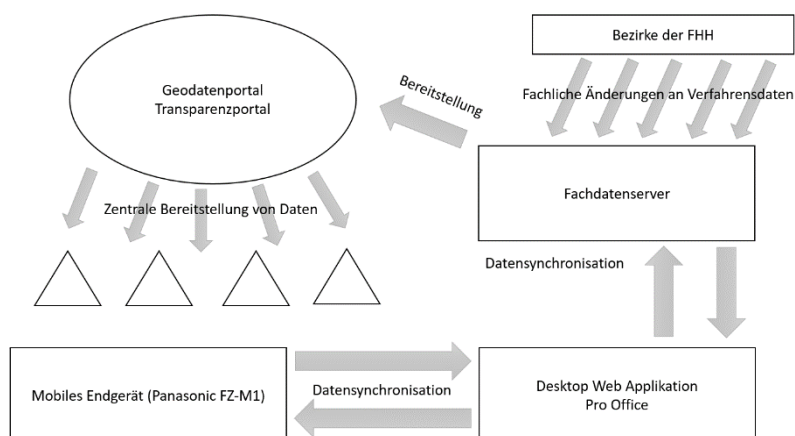 Bezirke der FHH
Geodatenportal
Transparenzportal
Bereitstellung
Fachliche Änderungen an Verfahrensdaten
Fachdatenserver
Zentrale Bereitstellung von Daten
Datensynchronisation
Mobiles Endgerät (Panasonic FZ-M1)
Datensynchronisation
Desktop Web Applikation
Pro Office